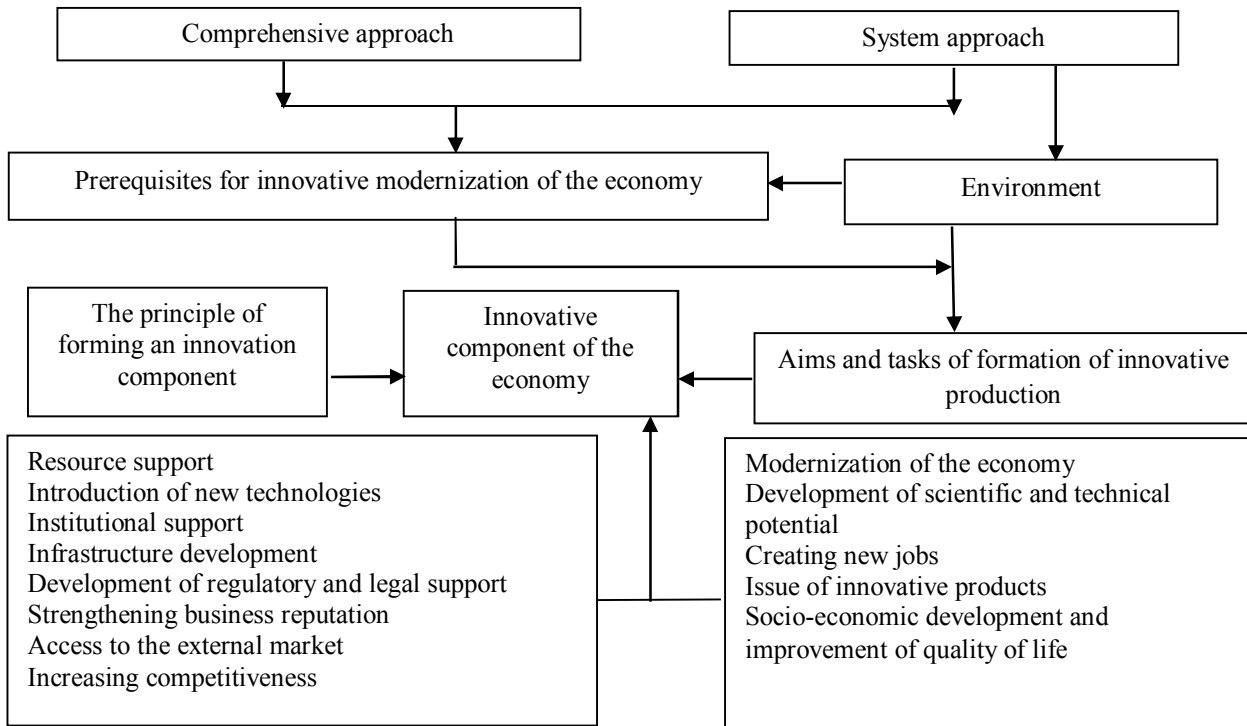 Comprehensive approach
System approach
Prerequisites for innovative modernization of the economy
Environment
The principle of
forming an innovation
component
Innovative
component of the
economy
Aims and tasks of formation of innovative
production
Resource support
Introduction of new technologies
Institutional support
Infrastructure development
Development of regulatory and legal support
Strengthening business reputation
Access to the external market
Increasing competitiveness
Modernization of the economy
Development of scientific and technical
potential
Creating new jobs
Issue of innovative products
Socio-economic development and
improvement of quality of life